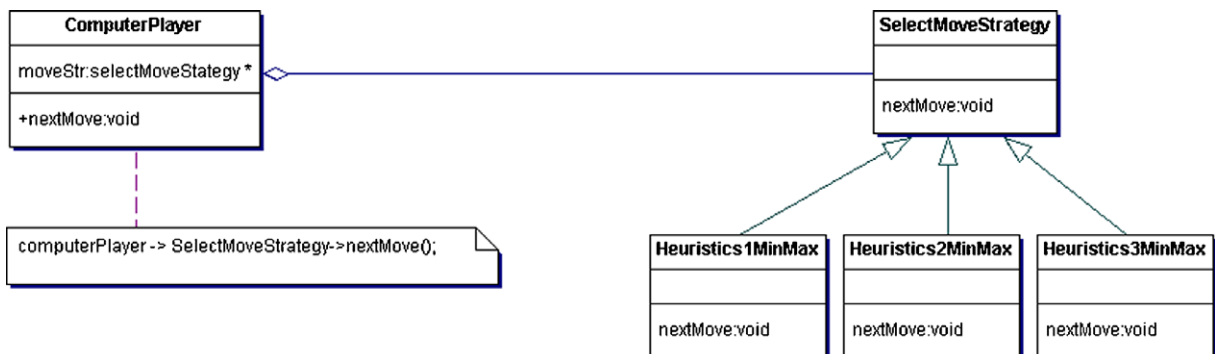 ComputerPlayer
moveStr:selectMoveStategy *
+nextMove:void
SelectMoveStrategy
nextMove:void
computerPlayer -> SelectMoveStrategy->nextMove();
Heuristics1MinMax
nextMove:void
Heuristics2MinMax
nextMove:void
Heuristics3MinMax
nextMove:void